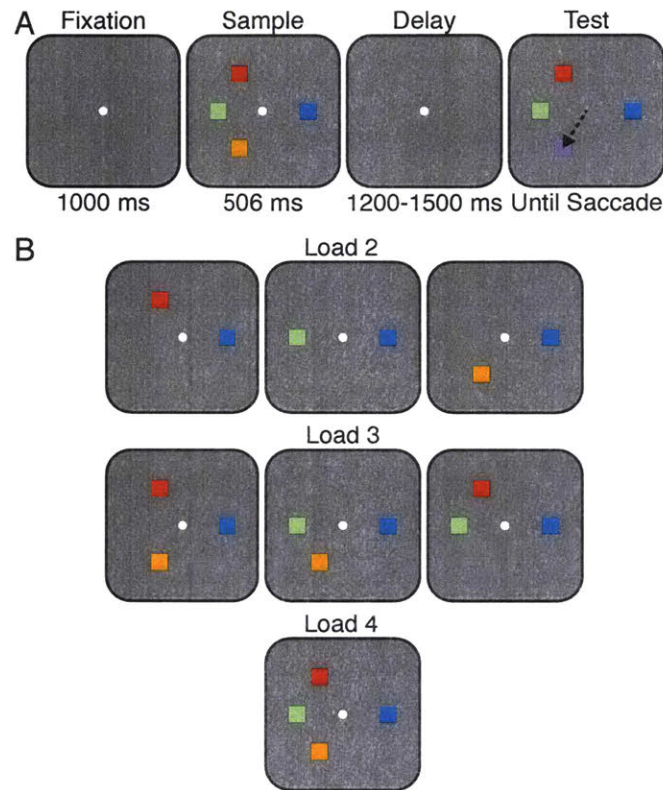 A
Fixation
Sample
Delay
Test
1000 ms
506 ms
1200-1500 ms
Until Saccade
B
Load 2
Load 3
Load 4